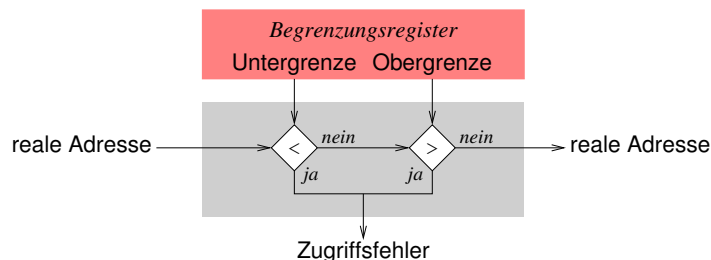 Begrenzungsregister
Untergrenze Obergrenze
reale Adresse < nein > nein reale Adresse
ja ja
Zugriffsfehler